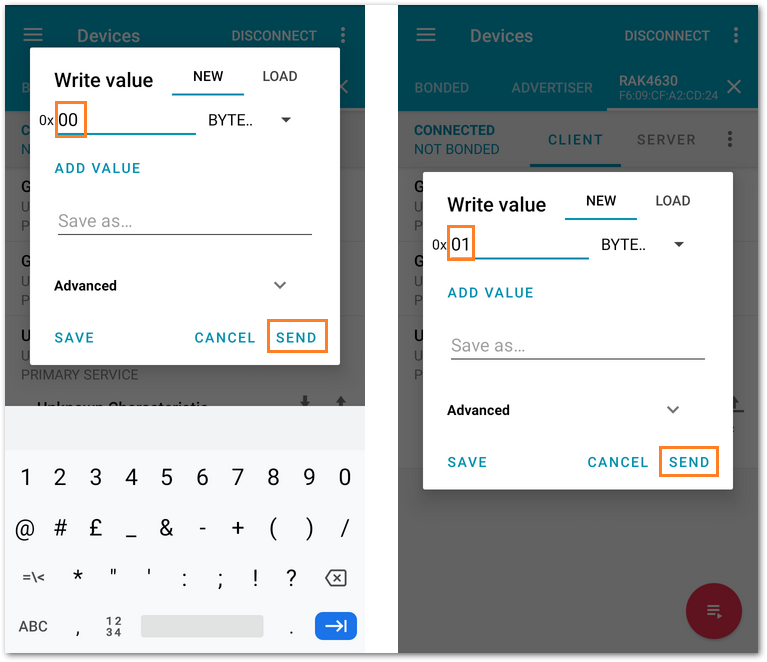 Devices
DISCONNECT
Write value
NEW
LOAD
0x 00
BYTE..
ADD VALUE
Save as...
Advanced
SAVE
CANCEL
SEND
PRIMARY SERVICE
Unknown Characteristic
1 2 3 4 5 6 7 8 9 0
@ # £ _ & - + ( ) /
=\< * " ' : ; ! ?
ABC , 12 34 .
Devices
DISCONNECT
BONDED
ADVERTISER
RAK4630
F6:09:CF:A2:CD:24
CONNECTED
NOT BONDED
CLIENT
SERVER
Write value
NEW
LOAD
0x 01
BYTE..
ADD VALUE
Save as...
Advanced
SAVE
CANCEL
SEND